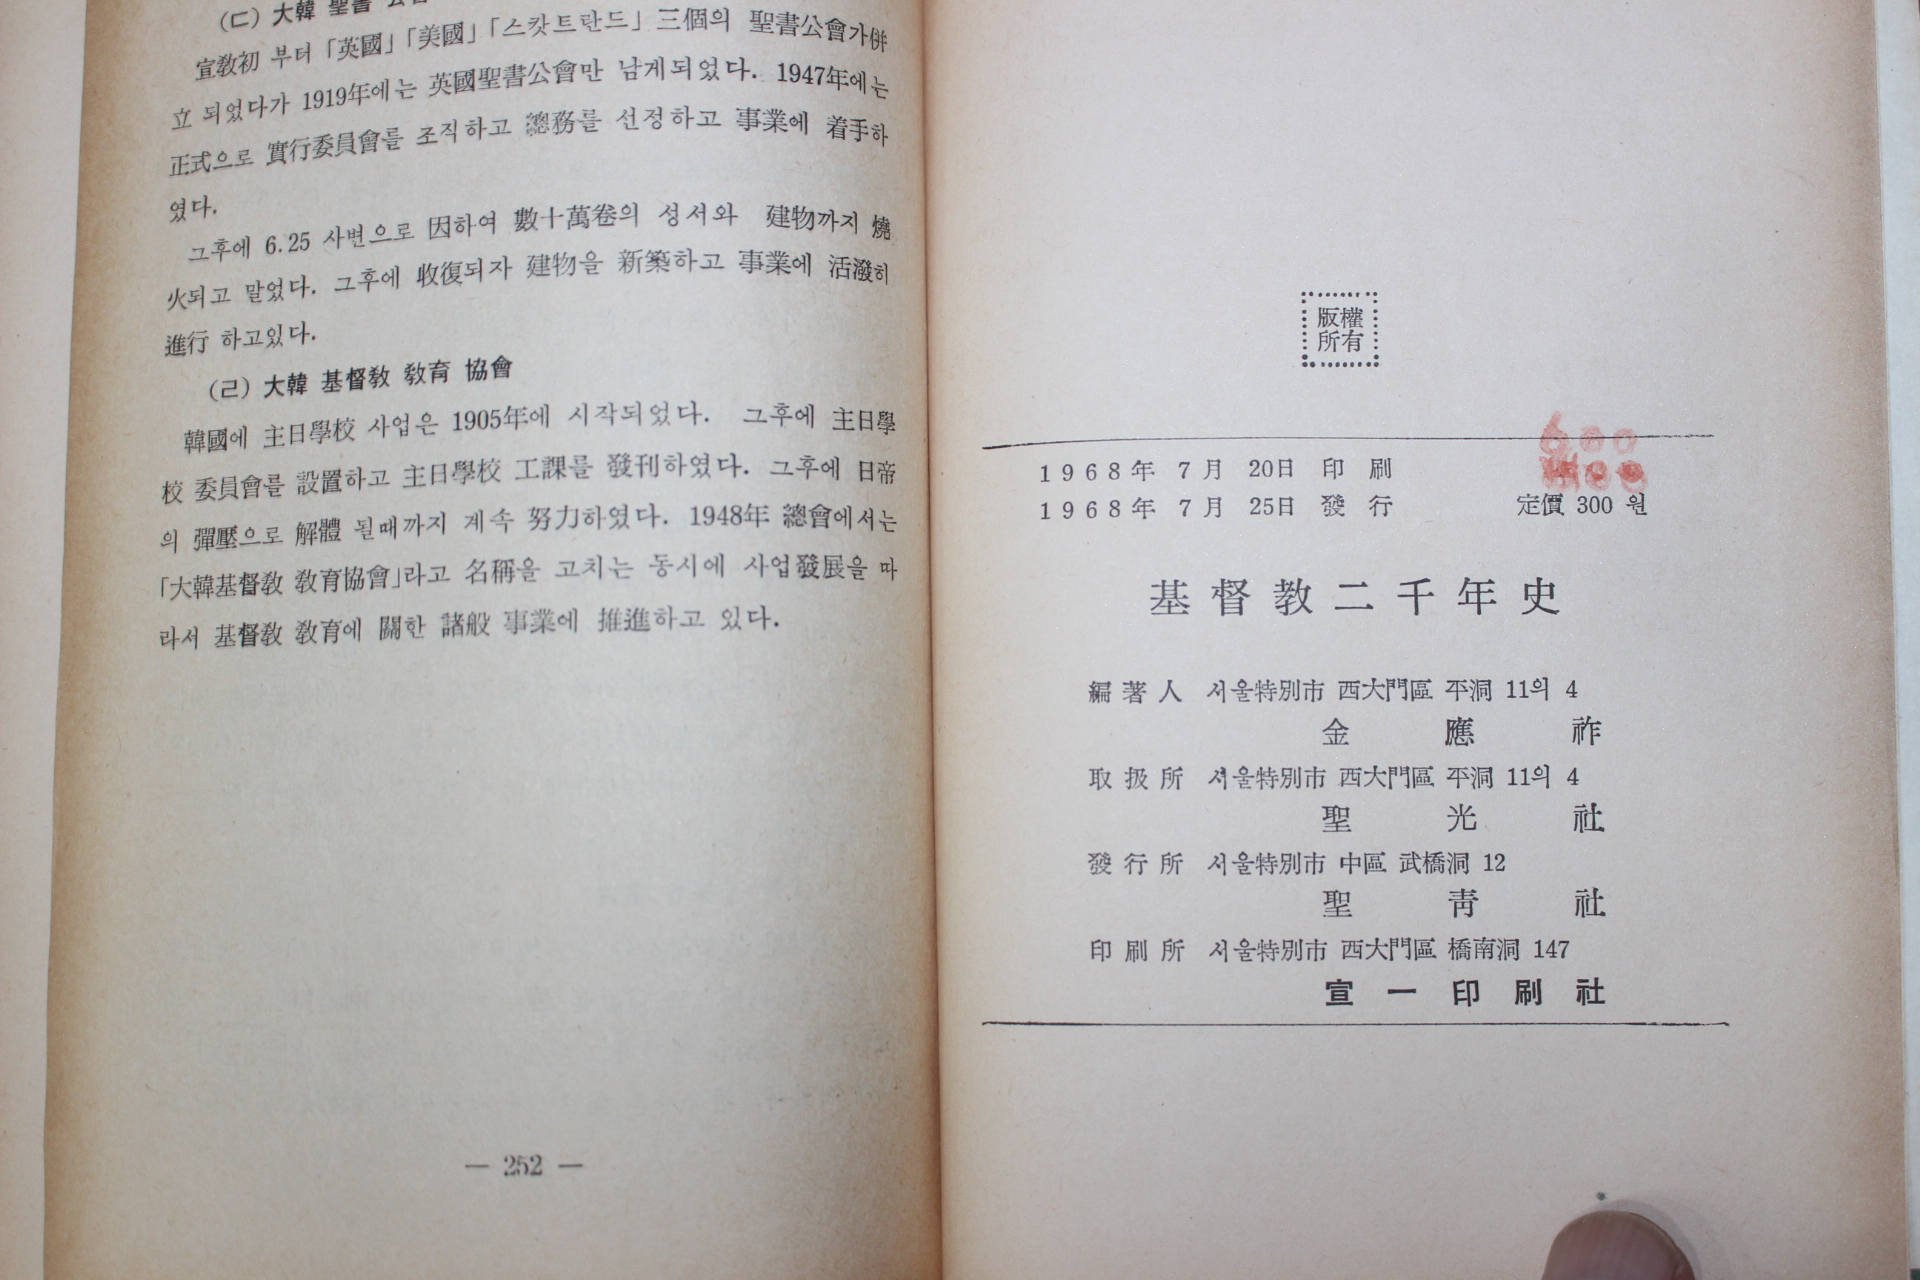 (ㄷ) 大韓 聖書 公會
宣敎初 부터 「英國」「美國」「스캇트란드」 三個의 聖書公會가 併
立 되었다가 1919年에는 英國聖書公會만 남게되었다. 1947年에는
正式으로 實行委員會를 조직하고 總務를 선정하고 事業에 着手하
였다.
그후에 6.25 사변으로 因하여 數十萬卷의 성서와 建物까지 燒
火되고 말었다. 그후에 收復되자 建物을 新築하고 事業에 活潑히
進行 하고있다.
(ㄹ) 大韓 基督敎 敎育 協會
韓國에 主日學校 사업은 1905年에 시작되었다. 그후에 主日學
校 委員會를 設置하고 主日學校 工課를 發刊하였다. 그후에 日帝
의 彈壓으로 解體 될때까지 계속 努力하였다. 1948年 總會에서는
「大韓基督敎 敎育協會」라고 名稱을 고치는 동시에 사업發展을 따
라서 基督敎 敎育에 關한 諸般 事業에 推進하고 있다.
— 252 —
版權
所有
600
1968年 7月 20日 印 刷
1968年 7月 25日 發 行 定價 300 원
基督教二千年史
編著人 서울特別市 西大門區 平洞 11의 4
金 應 祚
取扱所 서울特別市 西大門區 平洞 11의 4
聖 光 社
發行所 서울特別市 中區 武橋洞 12
聖 靑 社
印刷所 서울特別市 西大門區 橋南洞 147
宣一印刷社